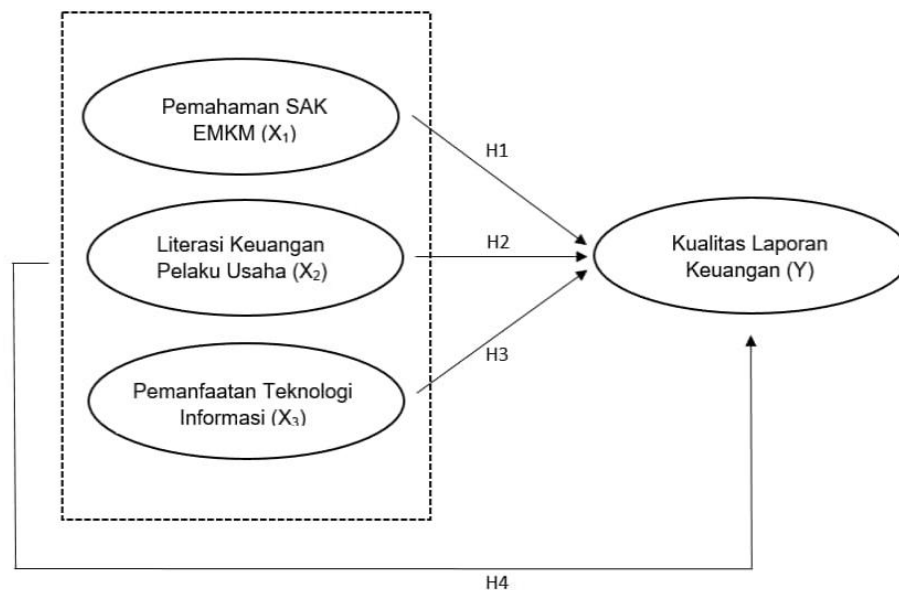 Pemahaman SAK
EMKM (X₁)
H1
Literasi Keuangan
Pelaku Usaha (X₂)
H2
Kualitas Laporan
Keuangan (Y)
H3
Pemanfaatan Teknologi
Informasi (X₃)
H4